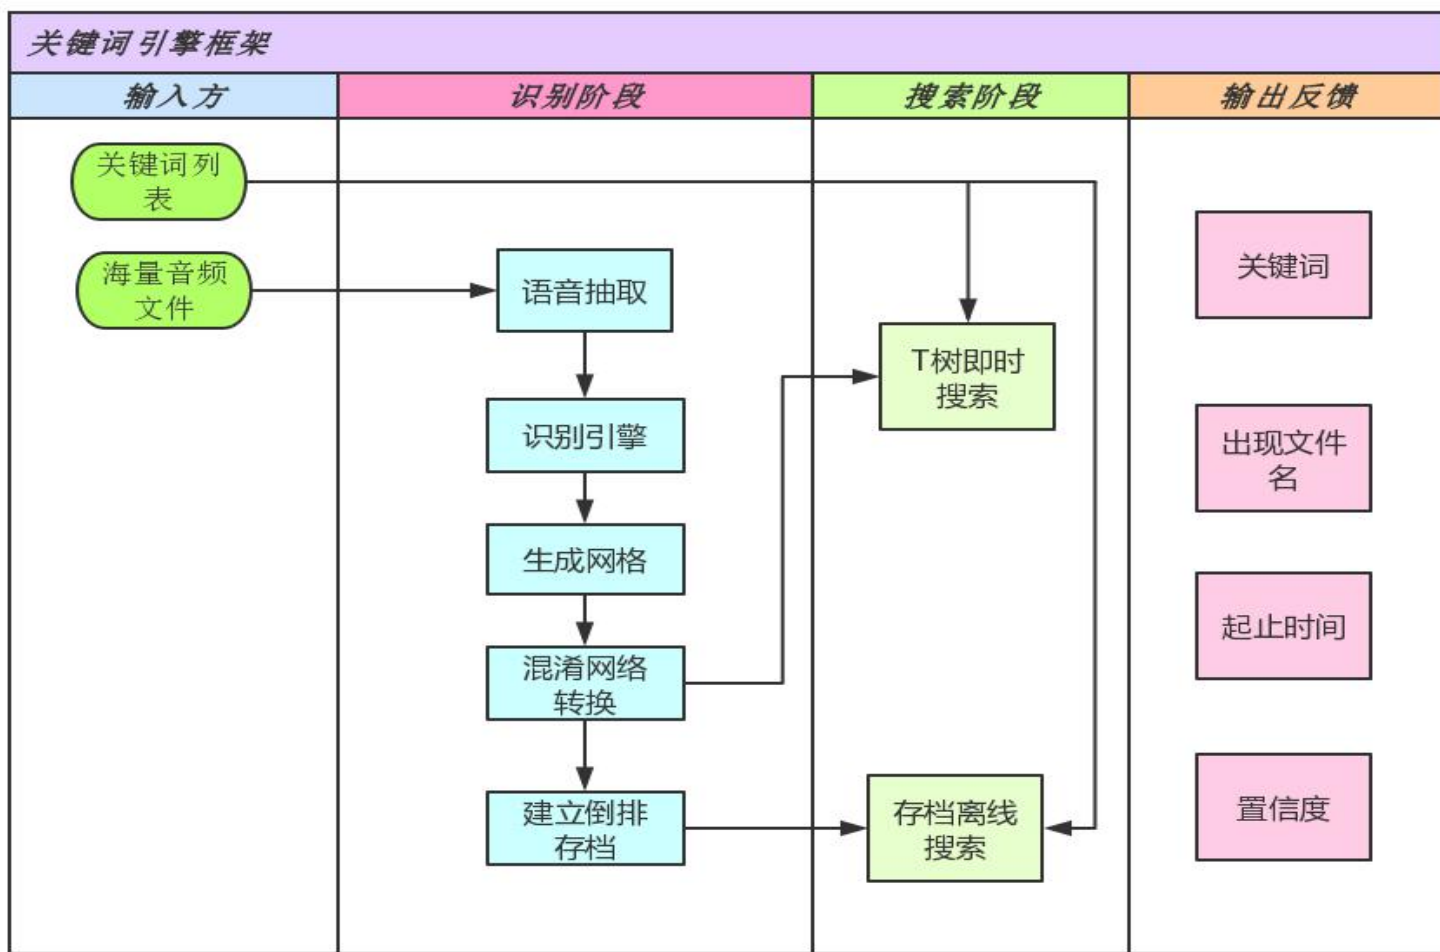 关键词引擎框架
输入方
识别阶段
搜索阶段
输出反馈
关键词列
表
海量音频
文件
语音抽取
识别引擎
生成网格
混淆网络
转换
建立倒排
存档
T树即时
搜索
存档离线
搜索
关键词
出现文件
名
起止时间
置信度